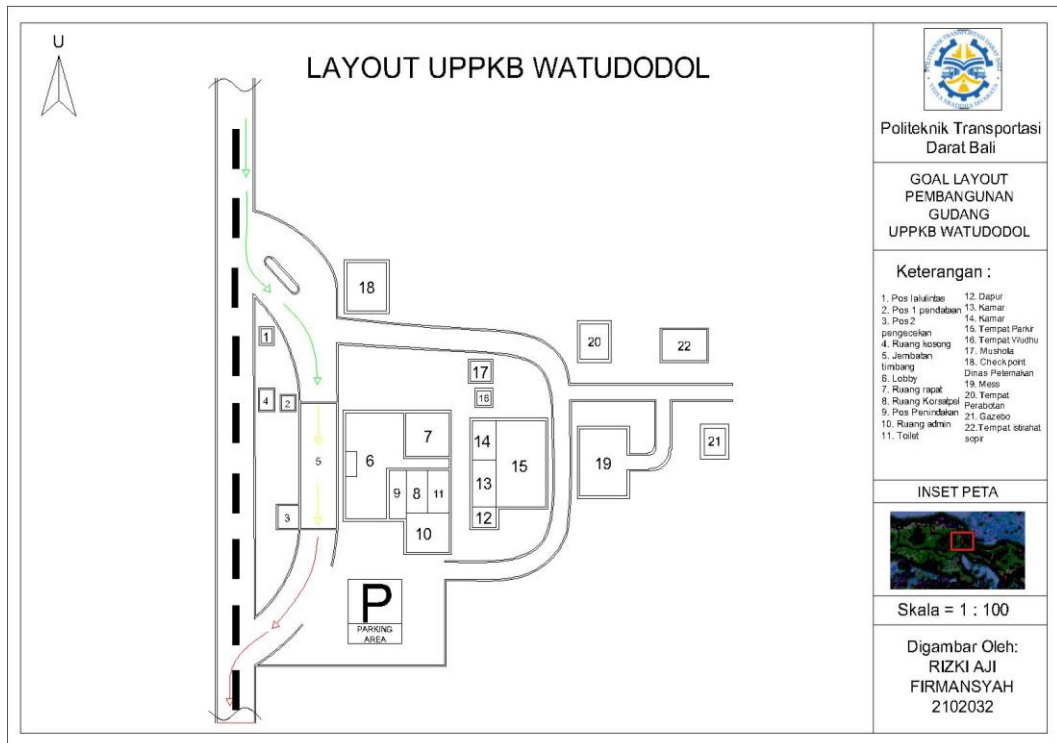 U
LAYOUT UPPKB WATUDODOL
1
2
3
4
5
6
7
8
9
10
11
12
13
14
15
16
17
18
19
20
21
22
P
PARKING
AREA
Politeknik Transportasi
Darat Bali
GOAL LAYOUT
PEMBANGUNAN
GUDANG
UPPKB WATUDODOL
Keterangan :
1. Pos lalulintas
2. Pos 1 pendataan
3. Pos 2
pengecekan
4. Ruang kosong
5. Jembatan
timbang
6. Lobby
7. Ruang rapat
8. Ruang Korsatpel
9. Pos Penindakan
10. Ruang admin
11. Toilet
12. Dapur
13. Kamar
14. Kamar
15. Tempat Parkir
16. Tempat Wudhu
17. Mushola
18. Checkpoint
Dinas Peternakan
19. Mess
20. Tempat
Perabotan
21. Gazebo
22. Tempat istirahat
sopir
INSET PETA
Skala = 1 : 100
Digambar Oleh:
RIZKI AJI
FIRMANSYAH
2102032